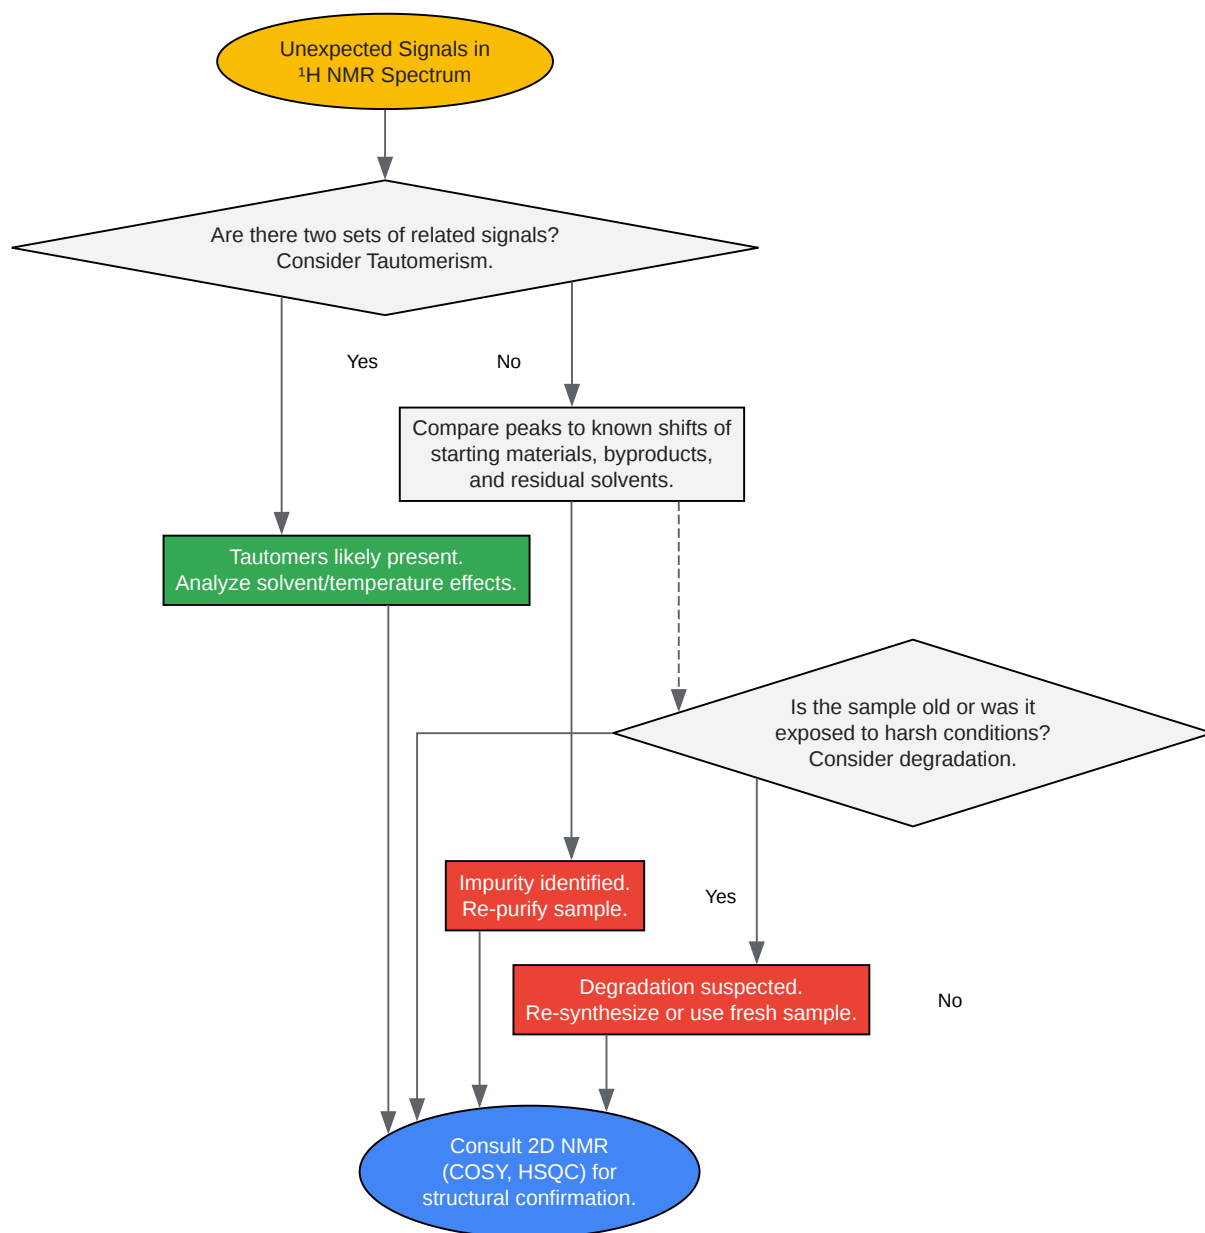 Unexpected Signals in
¹H NMR Spectrum
Are there two sets of related signals?
Consider Tautomerism.
Yes
No
Compare peaks to known shifts of
starting materials, byproducts,
and residual solvents.
Tautomers likely present.
Analyze solvent/temperature effects.
Is the sample old or was it
exposed to harsh conditions?
Consider degradation.
Impurity identified.
Re-purify sample.
Yes
Degradation suspected.
Re-synthesize or use fresh sample.
No
Consult 2D NMR
(COSY, HSQC) for
structural confirmation.